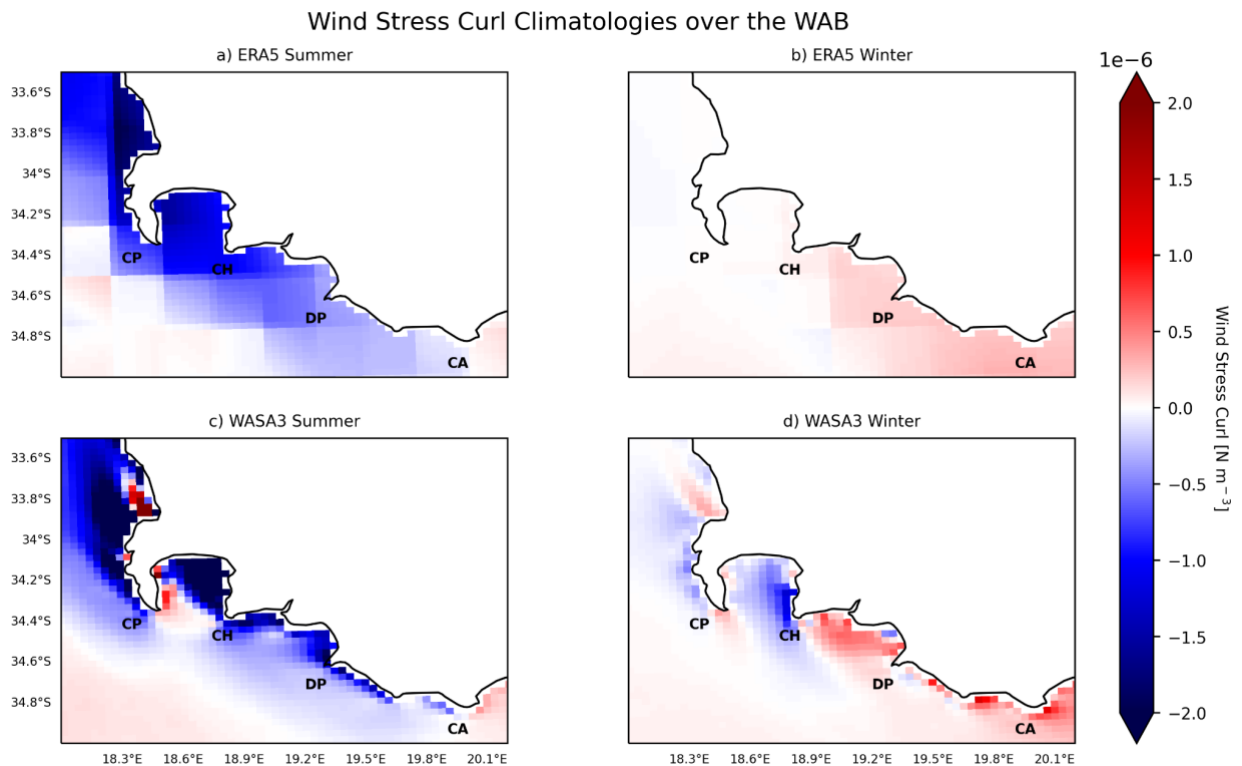 Wind Stress Curl Climatologies over the WAB
a) ERA5 Summer
b) ERA5 Winter
1e−6
33.6°S
33.8°S
34°S
34.2°S
34.4°S
34.6°S
34.8°S
CP
CH
DP
CA
CP
CH
DP
CA
2.0
1.5
1.0
0.5
0.0
−0.5
−1.0
−1.5
−2.0
Wind Stress Curl [N m⁻³]
c) WASA3 Summer
d) WASA3 Winter
33.6°S
33.8°S
34°S
34.2°S
34.4°S
34.6°S
34.8°S
CP
CH
DP
CA
CP
CH
DP
CA
18.3°E 18.6°E 18.9°E 19.2°E 19.5°E 19.8°E 20.1°E
18.3°E 18.6°E 18.9°E 19.2°E 19.5°E 19.8°E 20.1°E